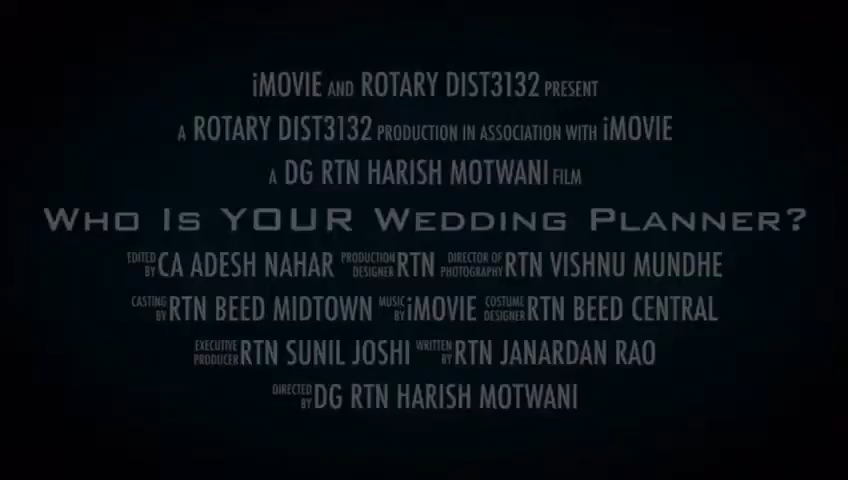 iMOVIE AND ROTARY DIST3132 PRESENT
A ROTARY DIST3132 PRODUCTION IN ASSOCIATION WITH iMOVIE
A DG RTN HARISH MOTWANI FILM
WHO IS YOUR WEDDING PLANNER?
EDITED BY CA ADESH NAHAR PRODUCTION DESIGNER RTN DIRECTOR OF PHOTOGRAPHY RTN VISHNU MUNDHE
CASTING BY RTN BEED MIDTOWN MUSIC BY iMOVIE COSTUME DESIGNER RTN BEED CENTRAL
EXECUTIVE PRODUCER RTN SUNIL JOSHI WRITTEN BY RTN JANARDAN RAO
DIRECTED BY DG RTN HARISH MOTWANI